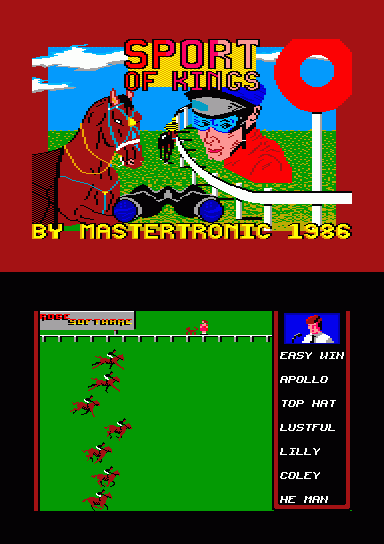 SPORT
OF KINGS
BY MASTERTRONIC 1986
SOFTWARE
EASY WIN
APOLLO
TOP HAT
LUSTFUL
LILLY
COLEY
HE MAN